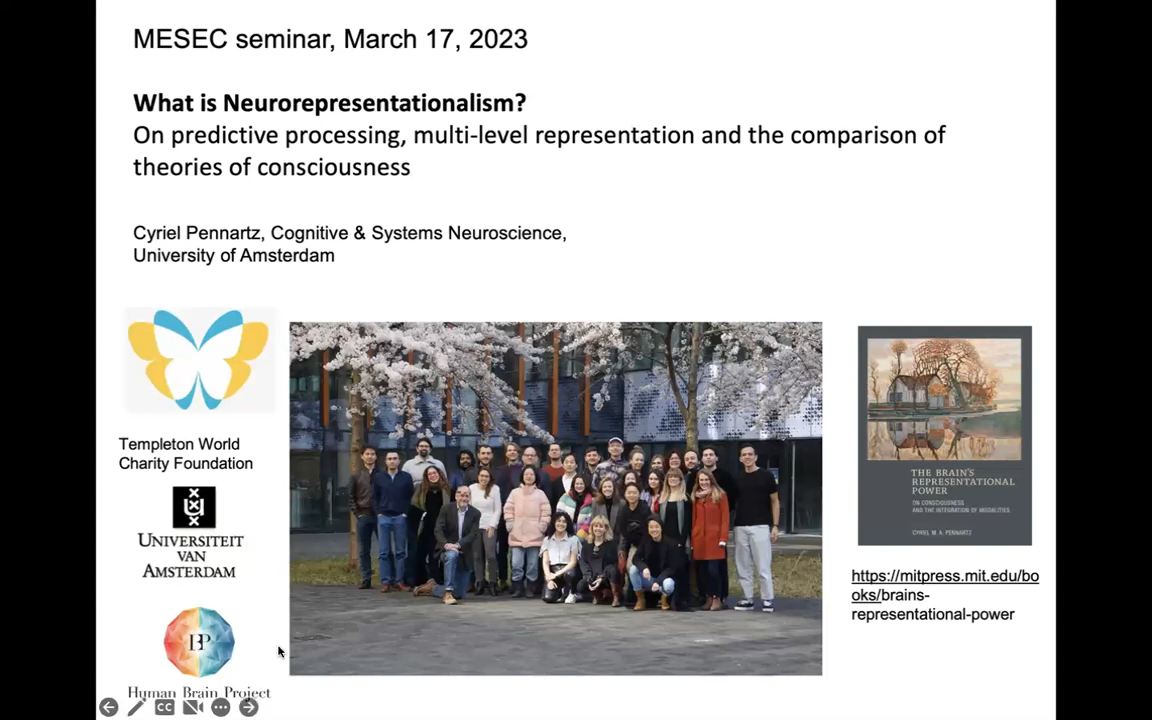 MESEC seminar, March 17, 2023
What is Neurorepresentationalism?
On predictive processing, multi-level representation and the comparison of
theories of consciousness
Cyriel Pennartz, Cognitive & Systems Neuroscience,
University of Amsterdam
Templeton World
Charity Foundation
UNIVERSITEIT
VAN
AMSTERDAM
Human Brain Project
THE BRAIN'S
REPRESENTATIONAL
POWER
ON CONSCIOUSNESS
AND THE INTEGRATION OF MODALITIES
CYRIEL M. A. PENNARTZ
https://mitpress.mit.edu/bo
oks/brains-
representational-power
CC